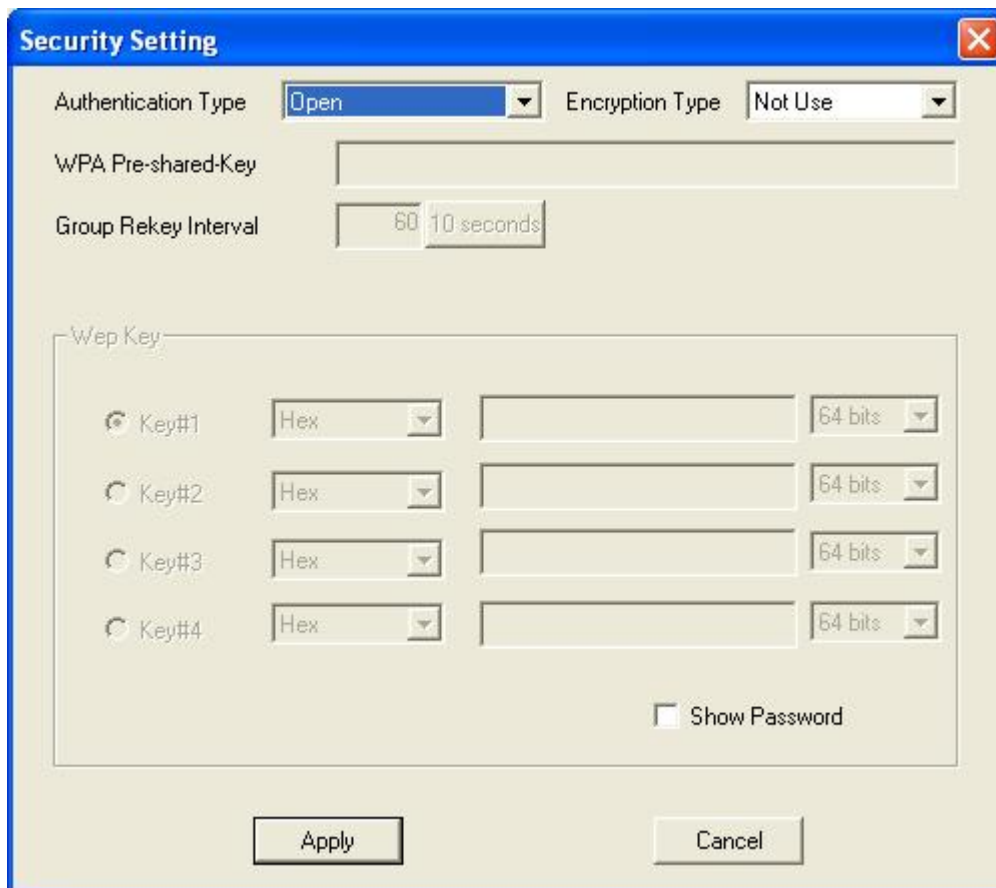 Security Setting
Authentication Type Open Encryption Type Not Use
WPA Pre-shared-Key
Group Rekey Interval 60 10 seconds
Wep Key
Key#1 Hex 64 bits
Key#2 Hex 64 bits
Key#3 Hex 64 bits
Key#4 Hex 64 bits
Show Password
Apply Cancel